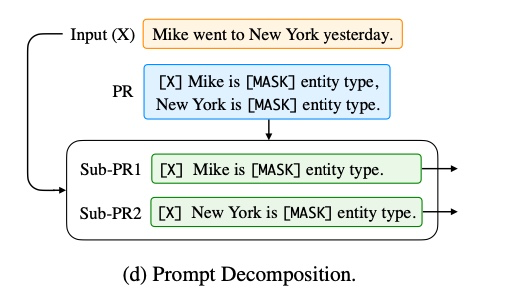 Input (X) Mike went to New York yesterday.
PR [X] Mike is [MASK] entity type,
New York is [MASK] entity type.
Sub-PR1 [X] Mike is [MASK] entity type.
Sub-PR2 [X] New York is [MASK] entity type.
(d) Prompt Decomposition.